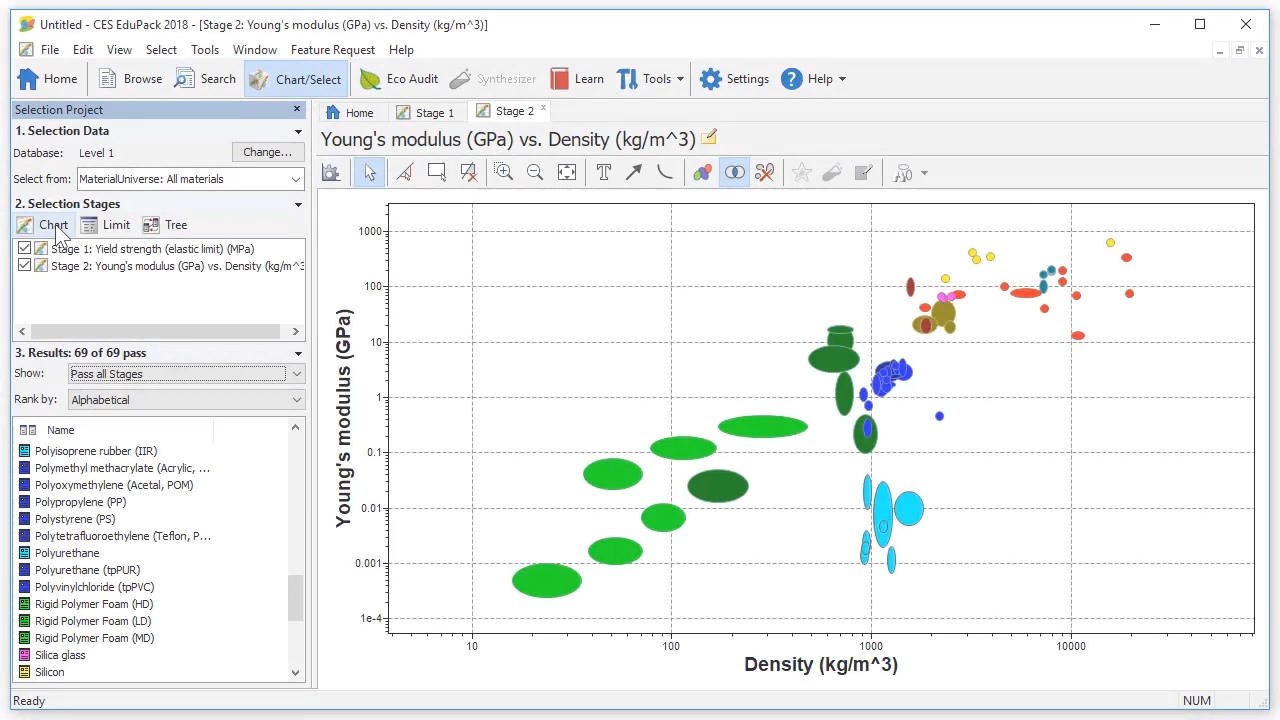 Untitled - CES EduPack 2018 - [Stage 2: Young's modulus (GPa) vs. Density (kg/m^3)]
File Edit View Select Tools Window Feature Request Help
Home Browse Search Chart/Select Eco Audit Synthesizer Learn Tools Settings Help
Selection Project
1. Selection Data
Database: Level 1 Change...
Select from: MaterialUniverse: All materials
2. Selection Stages
Chart Limit Tree
Stage 1: Yield strength (elastic limit) (MPa)
Stage 2: Young's modulus (GPa) vs. Density (kg/m^3
3. Results: 69 of 69 pass
Show: Pass all Stages
Rank by: Alphabetical
Name
Polyisoprene rubber (IIR)
Polymethyl methacrylate (Acrylic, ...
Polyoxymethylene (Acetal, POM)
Polypropylene (PP)
Polystyrene (PS)
Polytetrafluoroethylene (Teflon, P...
Polyurethane
Polyurethane (tpPUR)
Polyvinylchloride (tpPVC)
Rigid Polymer Foam (HD)
Rigid Polymer Foam (LD)
Rigid Polymer Foam (MD)
Silica glass
Silicon
Home Stage 1 Stage 2
Young's modulus (GPa) vs. Density (kg/m^3)
Young's modulus (GPa)
1000
100
10
1
0.1
0.01
0.001
1e-4
10 100 1000 10000
Density (kg/m^3)
Ready NUM